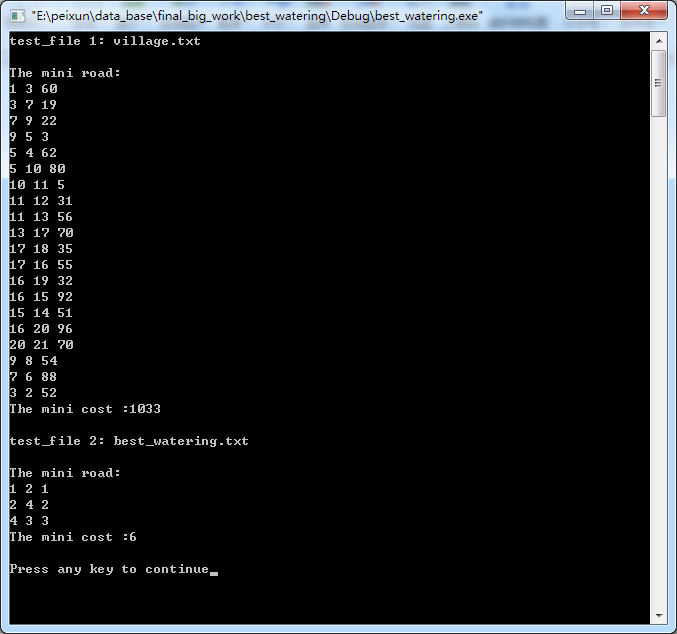 "E:\peixun\data_base\final_big_work\best_watering\Debug\best_watering.exe"
test_file 1: village.txt
The mini road:
1 3 60
3 7 19
7 9 22
9 5 3
5 4 62
5 10 80
10 11 5
11 12 31
11 13 56
13 17 70
17 18 35
17 16 55
16 19 32
16 15 92
15 14 51
16 20 96
20 21 70
9 8 54
7 6 88
3 2 52
The mini cost :1033
test_file 2: best_watering.txt
The mini road:
1 2 1
2 4 2
4 3 3
The mini cost :6
Press any key to continue_